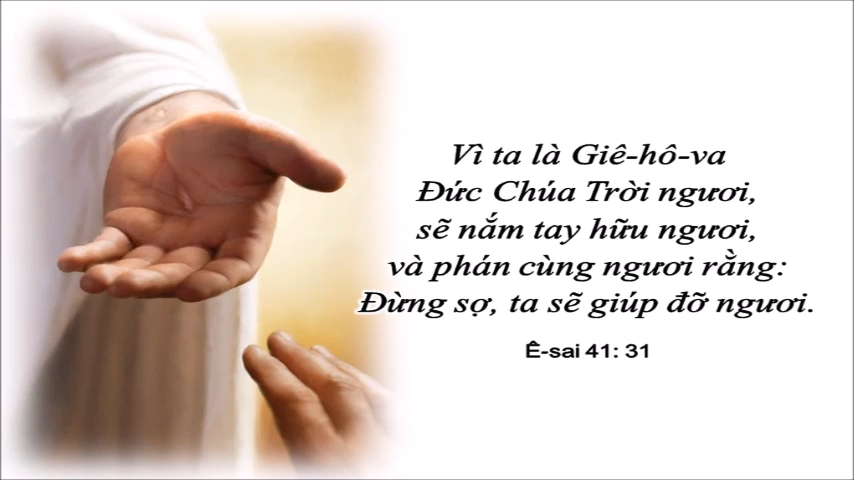 Vì ta là Giê-hô-va
Đức Chúa Trời ngươi,
sẽ nắm tay hữu ngươi,
và phán cùng ngươi rằng:
Đừng sợ, ta sẽ giúp đỡ ngươi.
Ê-sai 41: 31